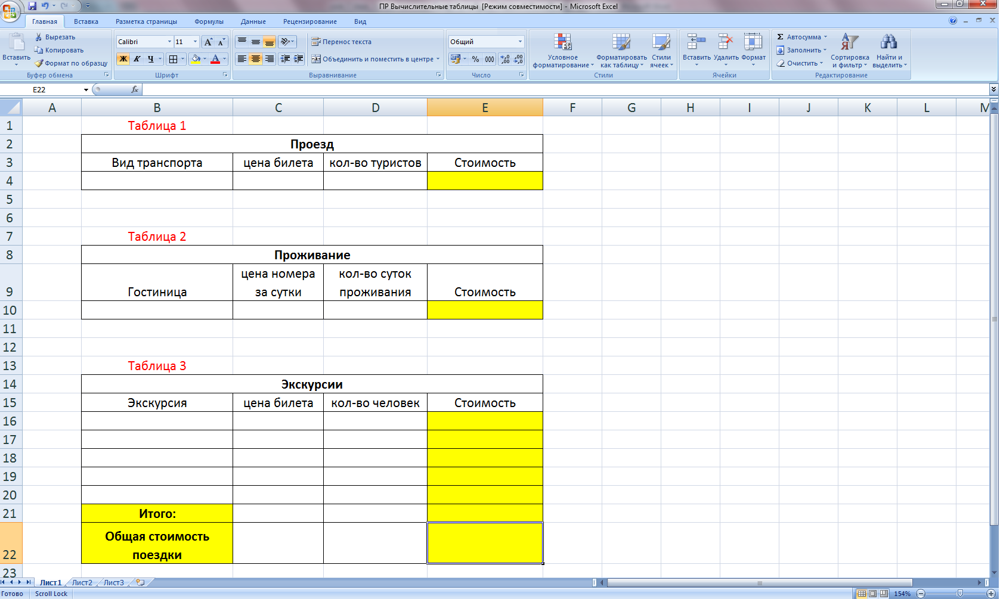 ПР Вычислительные таблицы [Режим совместимости] - Microsoft Excel
Главная Вставка Разметка страницы Формулы Данные Рецензирование Вид
Вставить
Вырезать
Копировать
Формат по образцу
Буфер обмена
Calibri 11
Ж К Ч
Шрифт
Перенос текста
Объединить и поместить в центре
Выравнивание
Общий
% 000
Число
Условное форматирование
Форматировать как таблицу
Стили ячеек
Стили
Вставить Удалить Формат
Ячейки
Σ Автосумма
Заполнить
Очистить
Сортировка и фильтр
Найти и выделить
Редактирование
E22 fx
A B C D E F G H I J K L M
1 Таблица 1
2 Проезд
3 Вид транспорта цена билета кол-во туристов Стоимость
4
5
6
7 Таблица 2
8 Проживание
цена номера кол-во суток
9 Гостиница за сутки проживания Стоимость
10
11
12
13 Таблица 3
14 Экскурсии
15 Экскурсия цена билета кол-во человек Стоимость
16
17
18
19
20
21 Итого:
Общая стоимость
22 поездки
23
Лист1 Лист2 Лист3
Готово Scroll Lock 154%